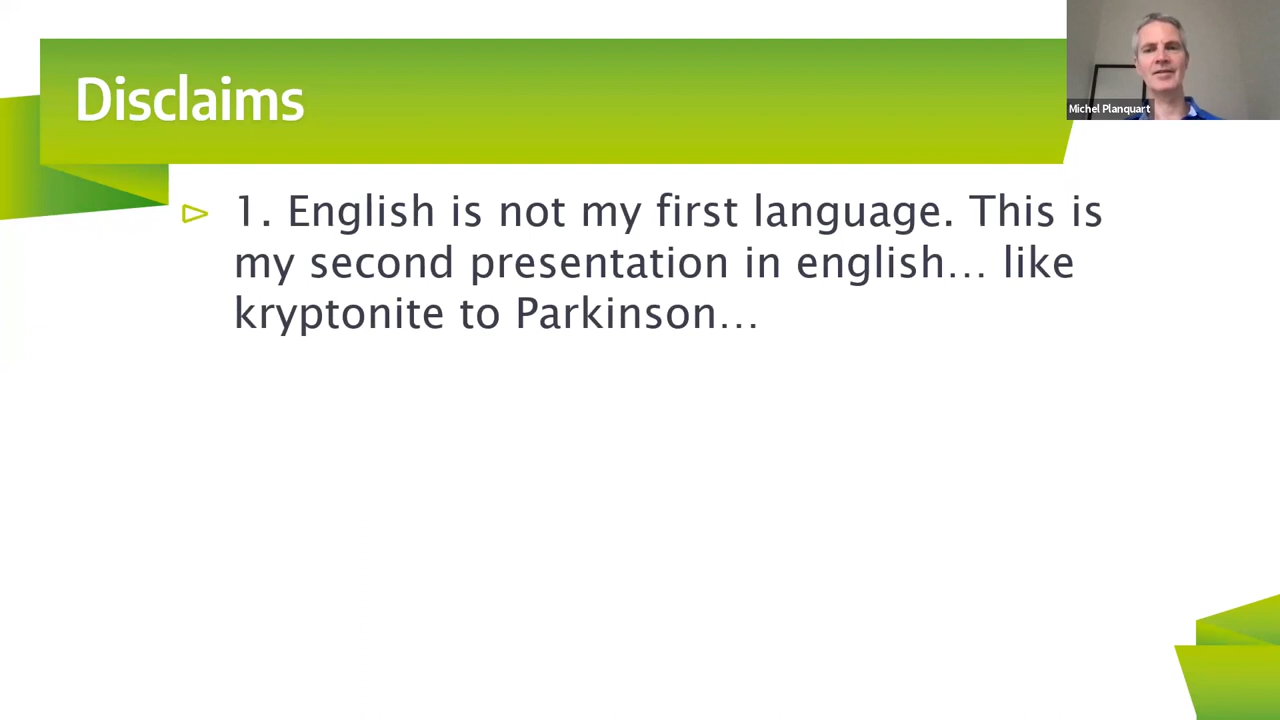 Disclaims
Michel Planquart
1. English is not my first language. This is
my second presentation in english… like
kryptonite to Parkinson…